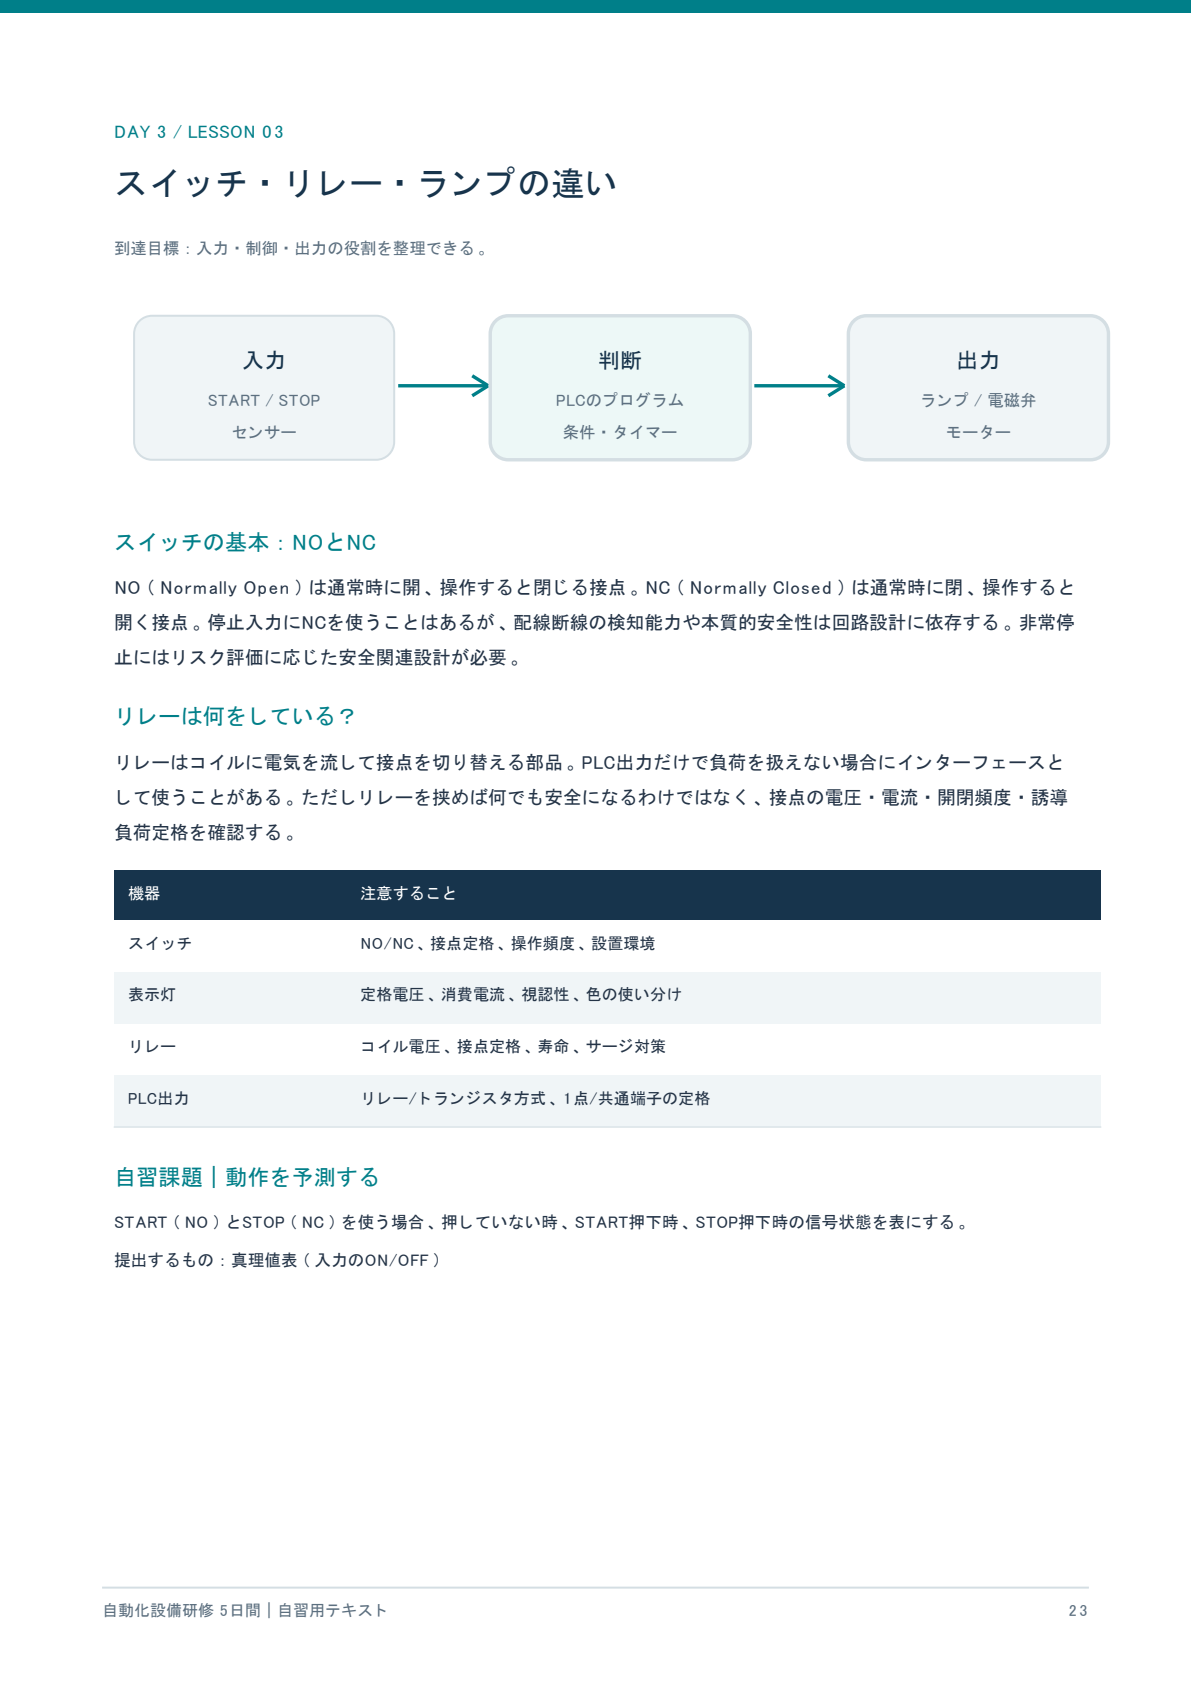 DAY 3 / LESSON 03
スイッチ・リレー・ランプの違い
到達目標：入力・制御・出力の役割を整理できる。
入力
START / STOP
センサー
判断
PLCのプログラム
条件・タイマー
出力
ランプ / 電磁弁
モーター
スイッチの基本：NOとNC
NO（Normally Open）は通常時に開、操作すると閉じる接点。NC（Normally Closed）は通常時に閉、操作すると
開く接点。停止入力にNCを使うことはあるが、配線断線の検知能力や本質的安全性は回路設計に依存する。非常停
止にはリスク評価に応じた安全関連設計が必要。
リレーは何をしている？
リレーはコイルに電気を流して接点を切り替える部品。PLC出力だけで負荷を扱えない場合にインターフェースと
して使うことがある。ただしリレーを挟めば何でも安全になるわけではなく、接点の電圧・電流・開閉頻度・誘導
負荷定格を確認する。
機器 注意すること
スイッチ NO/NC、接点定格、操作頻度、設置環境
表示灯 定格電圧、消費電流、視認性、色の使い分け
リレー コイル電圧、接点定格、寿命、サージ対策
PLC出力 リレー/トランジスタ方式、1点/共通端子の定格
自習課題｜動作を予測する
START（NO）とSTOP（NC）を使う場合、押していない時、START押下時、STOP押下時の信号状態を表にする。
提出するもの：真理値表（入力のON/OFF）
自動化設備研修 5日間｜自習用テキスト 23